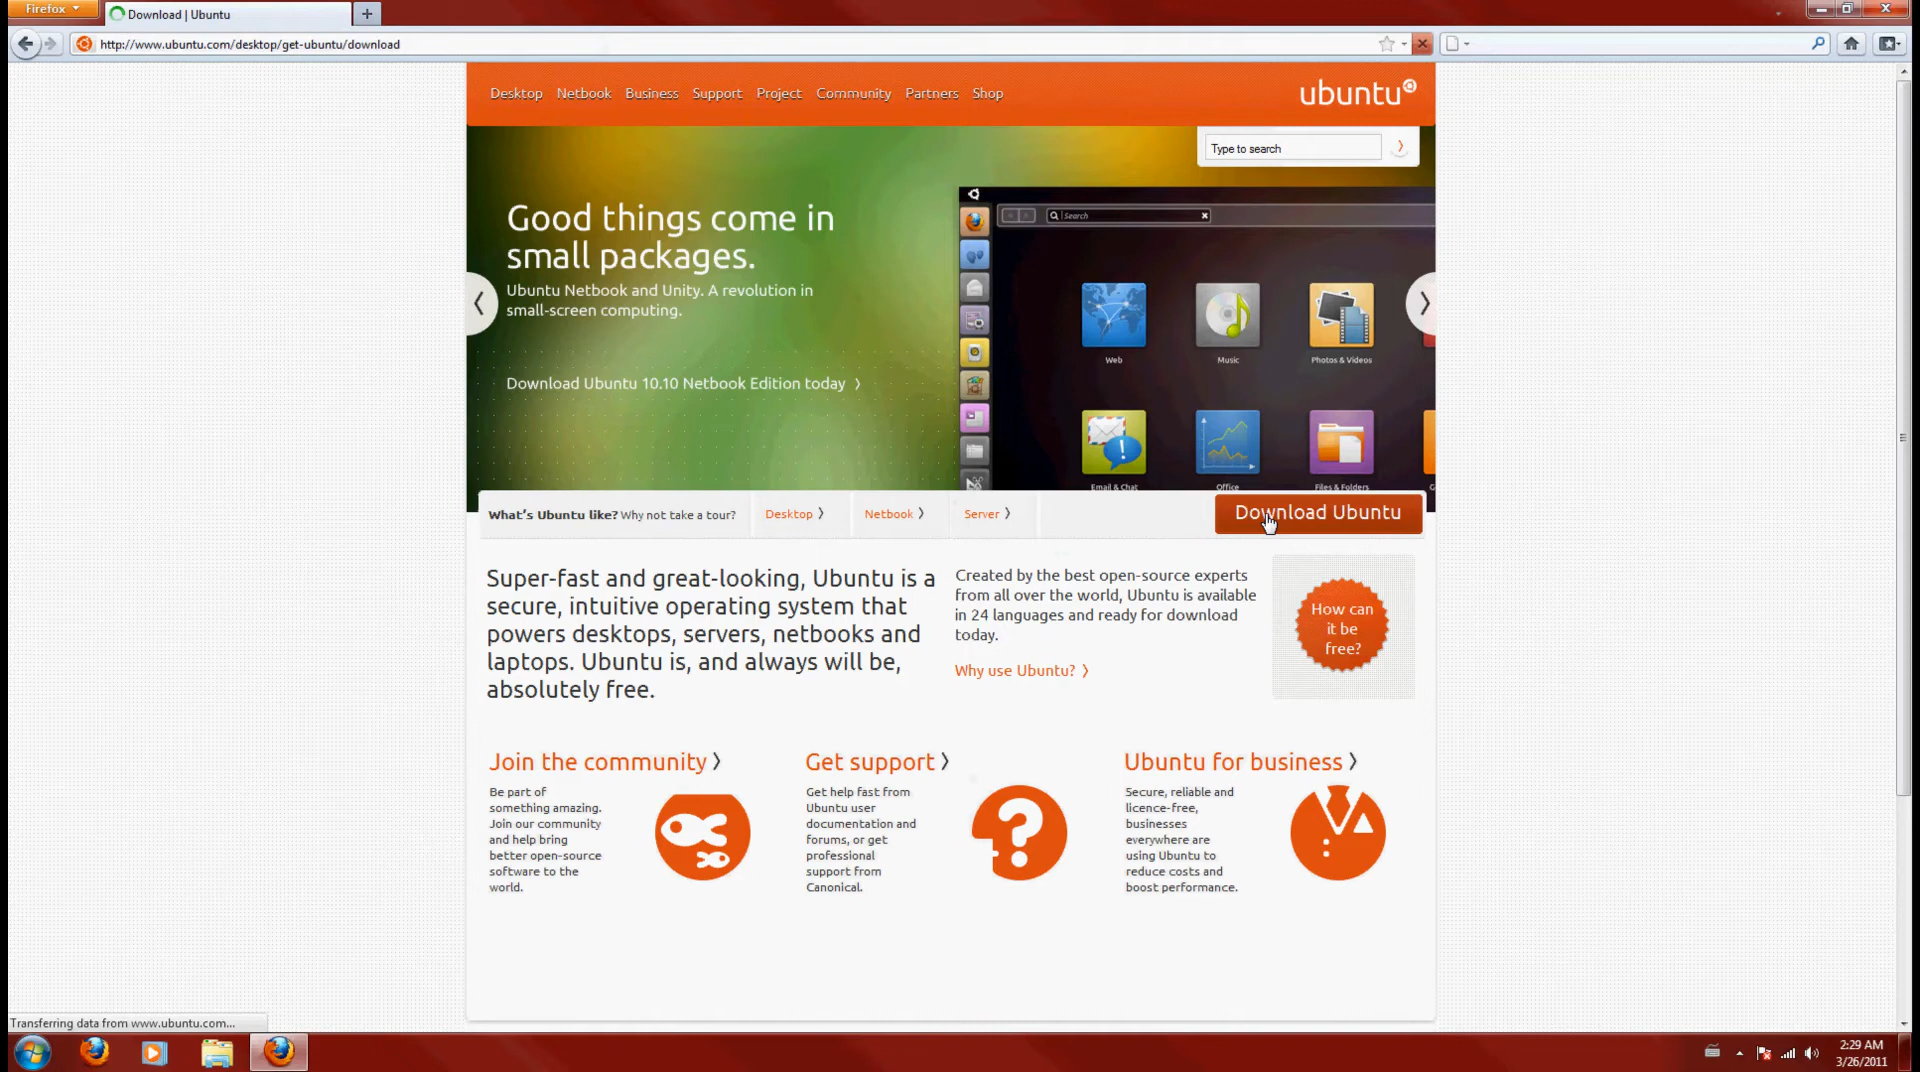 Firefox
Download | Ubuntu
http://www.ubuntu.com/desktop/get-ubuntu/download
Desktop Netbook Business Support Project Community Partners Shop
ubuntu
Type to search
Good things come in
small packages.
Ubuntu Netbook and Unity. A revolution in
small-screen computing.
Download Ubuntu 10.10 Netbook Edition today
Search
Web Music Photos & Videos
Email & Chat Office Files & Folders
What's Ubuntu like? Why not take a tour? Desktop Netbook Server
Download Ubuntu
Super-fast and great-looking, Ubuntu is a
secure, intuitive operating system that
powers desktops, servers, netbooks and
laptops. Ubuntu is, and always will be,
absolutely free.
Created by the best open-source experts
from all over the world, Ubuntu is available
in 24 languages and ready for download
today.
Why use Ubuntu?
How can
it be
free?
Join the community
Be part of
something amazing.
Join our community
and help bring
better open-source
software to the
world.
Get support
Get help fast from
Ubuntu user
documentation and
forums, or get
professional
support from
Canonical.
Ubuntu for business
Secure, reliable and
licence-free,
businesses
everywhere are
using Ubuntu to
reduce costs and
boost performance.
Transferring data from www.ubuntu.com...
2:29 AM
3/26/2011